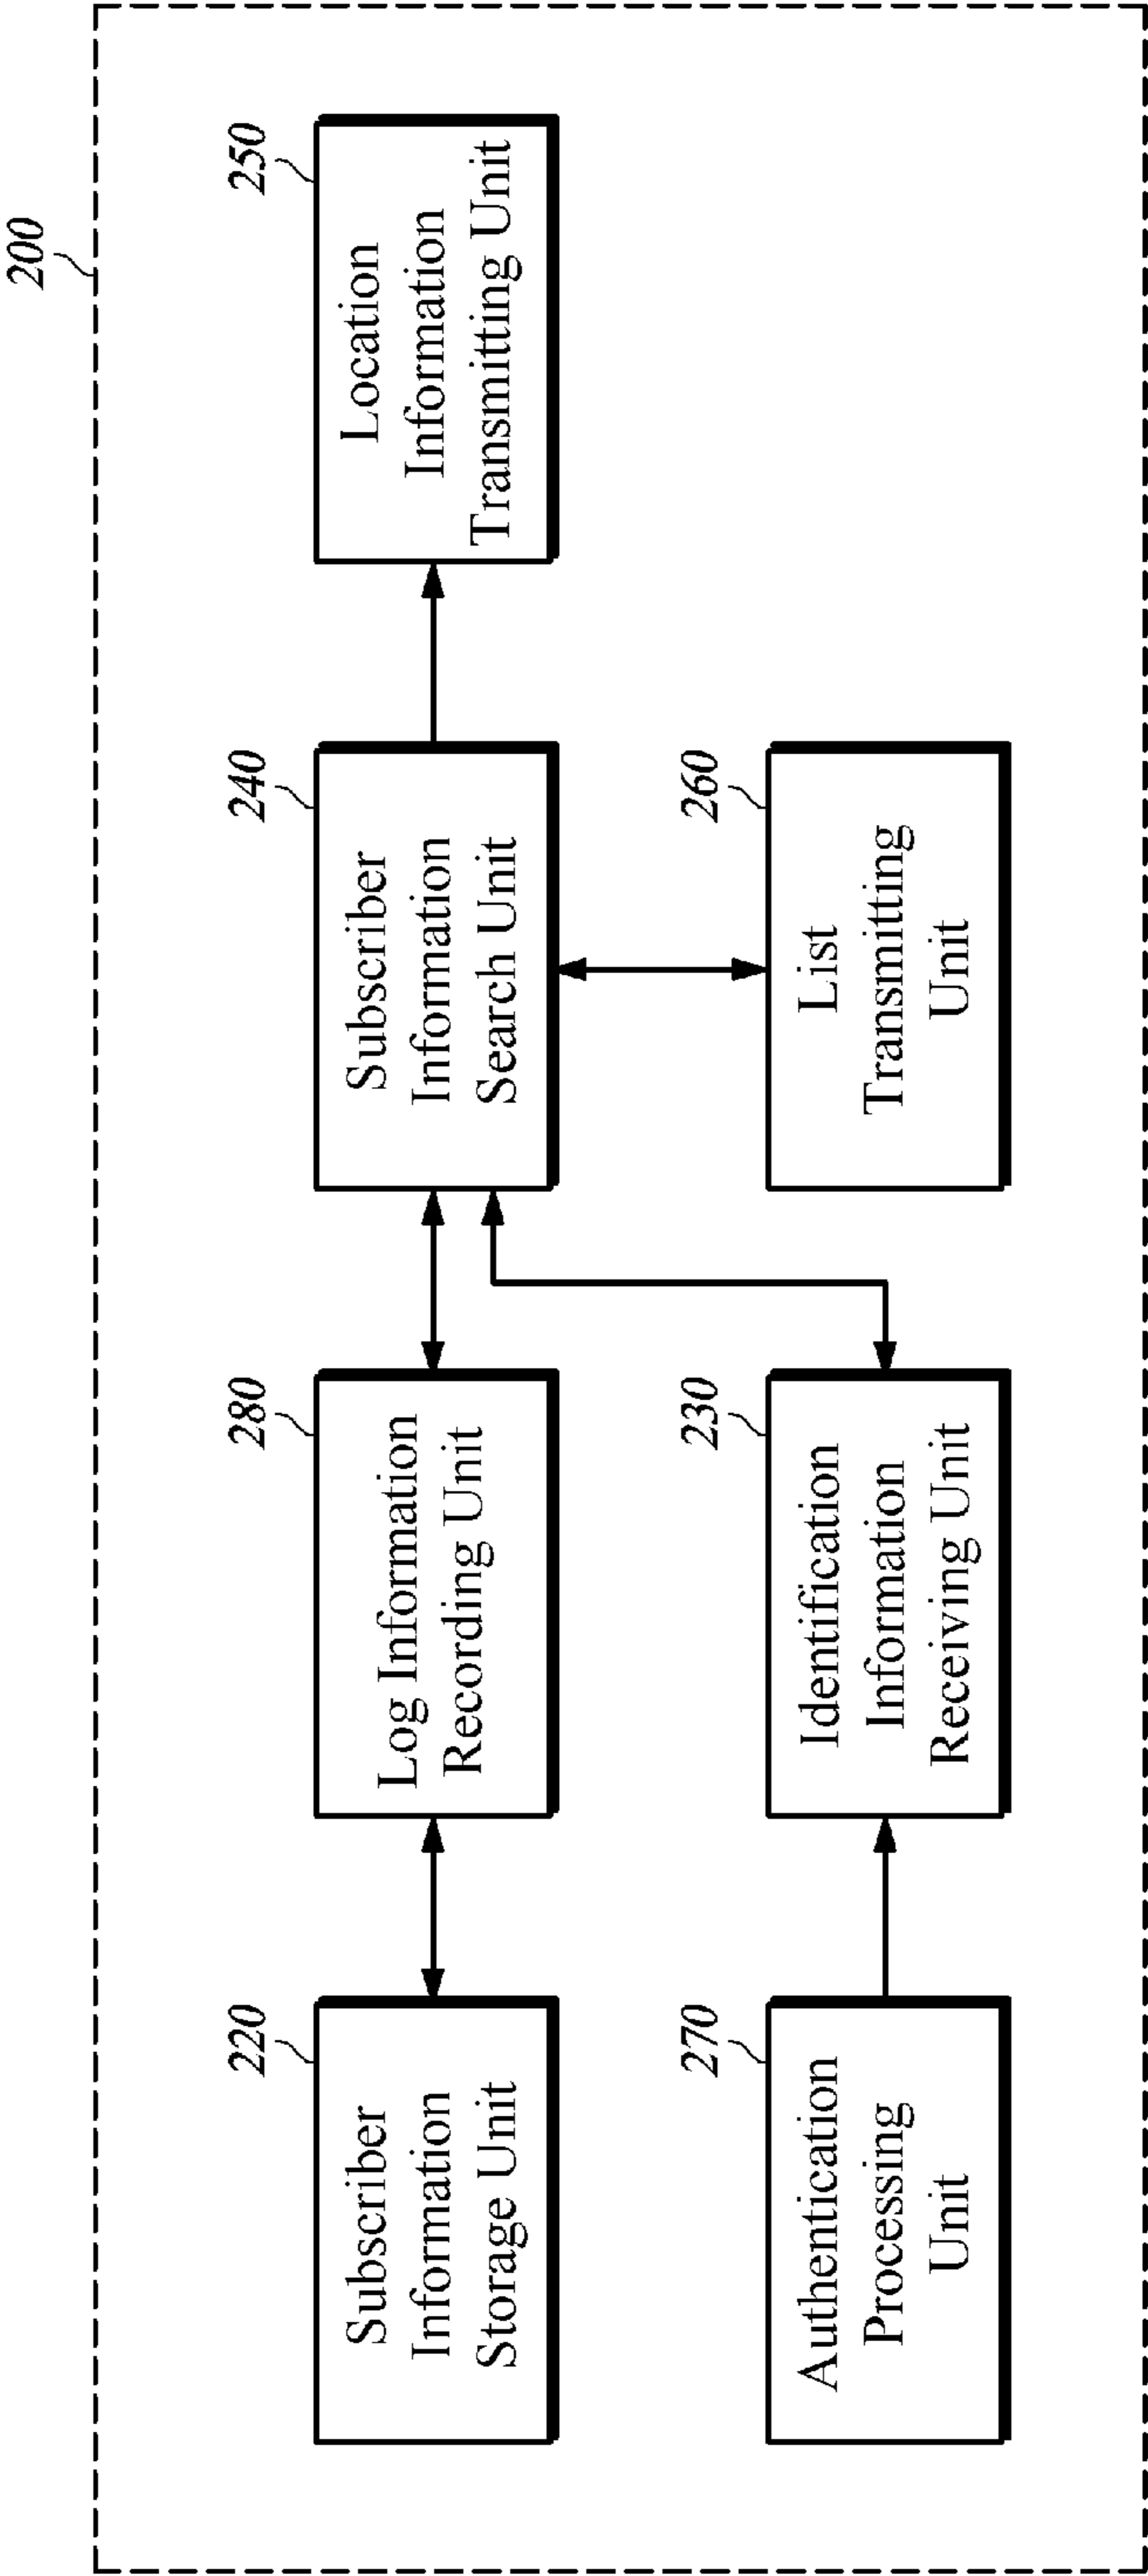 200
220
Subscriber
Information
Storage Unit
280
Log Information
Recording Unit
240
Subscriber
Information
Search Unit
250
Location
Information
Transmitting Unit
270
Authentication
Processing
Unit
230
Identification
Information
Receiving Unit
260
List
Transmitting
Unit